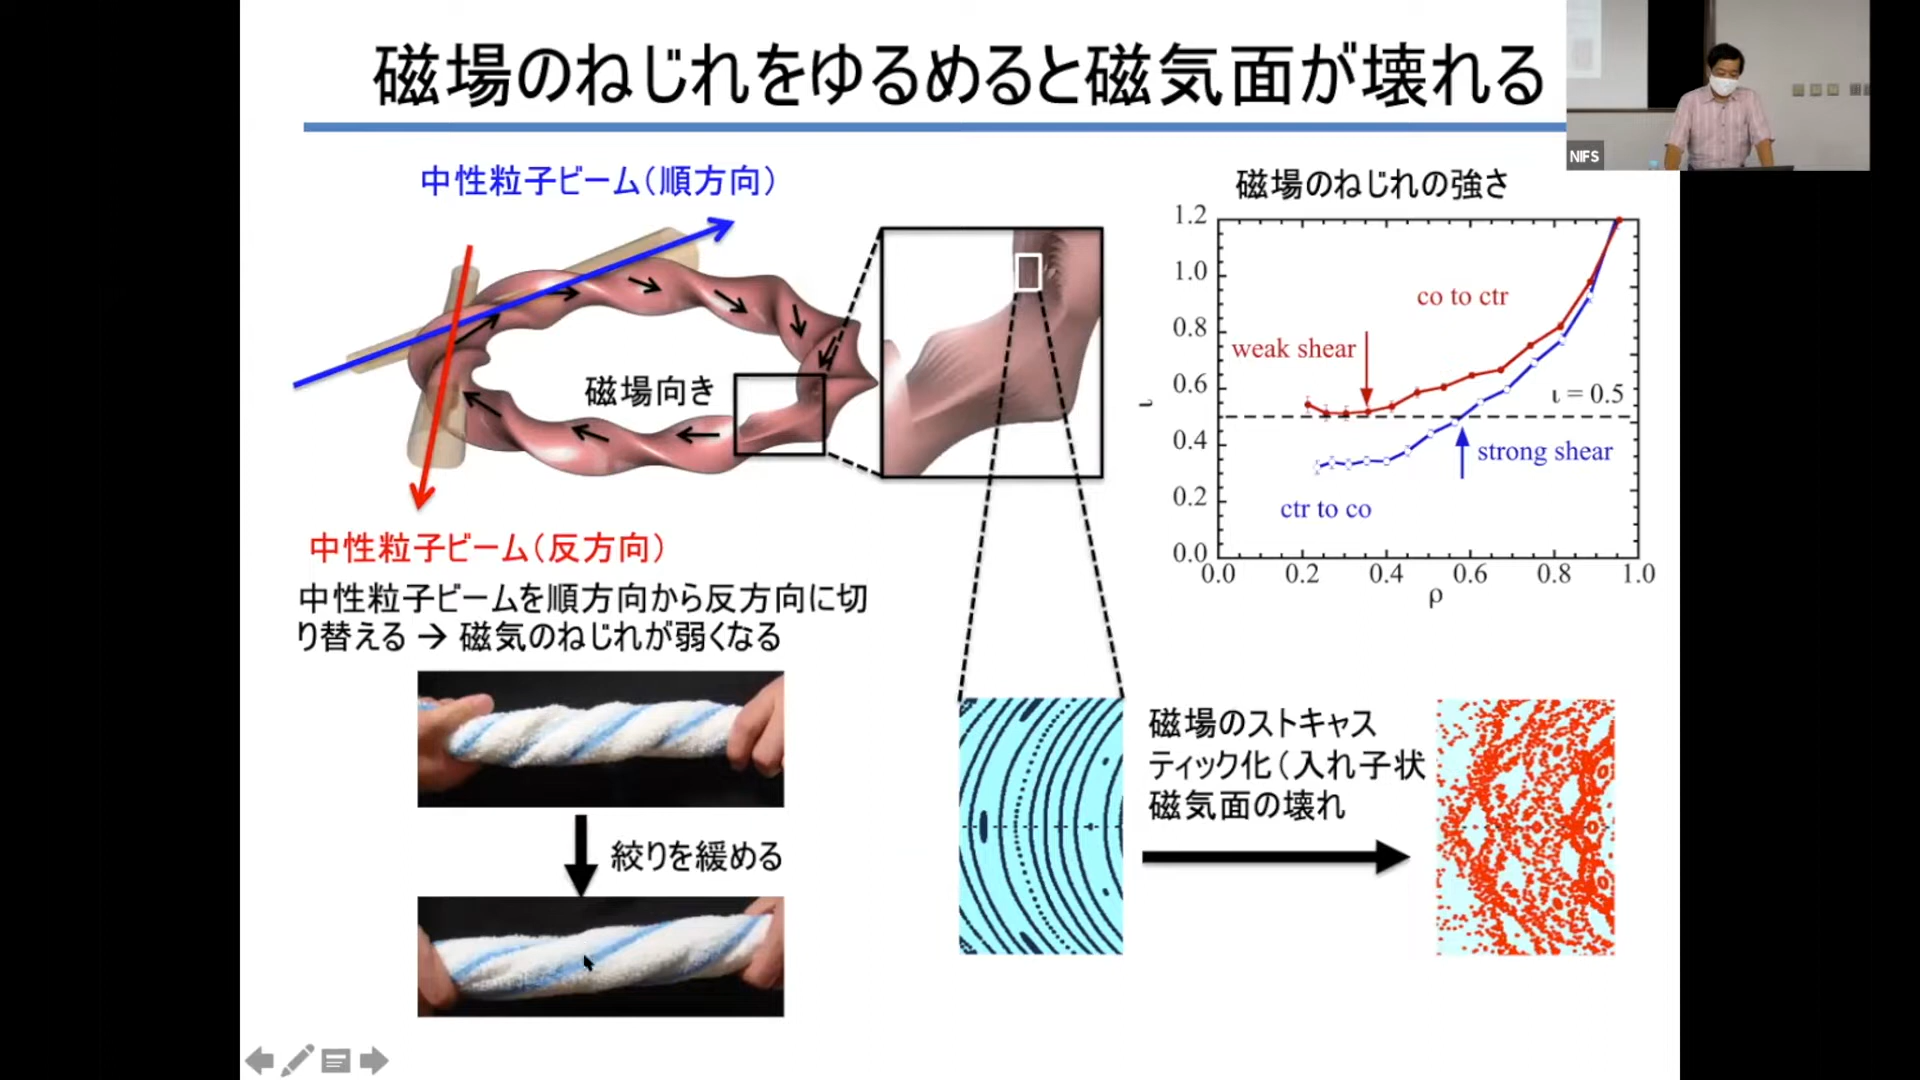 磁場のねじれをゆるめると磁気面が壊れる
NIFS
中性粒子ビーム（順方向）
磁場向き
中性粒子ビーム（反方向）
中性粒子ビームを順方向から反方向に切
り替える → 磁気のねじれが弱くなる
絞りを緩める
磁場のねじれの強さ
1.2
1.0
0.8
0.6
0.4
0.2
0.0
ι
co to ctr
weak shear
ι = 0.5
strong shear
ctr to co
0.0 0.2 0.4 0.6 0.8 1.0
ρ
磁場のストキャス
ティック化（入れ子状
磁気面の壊れ